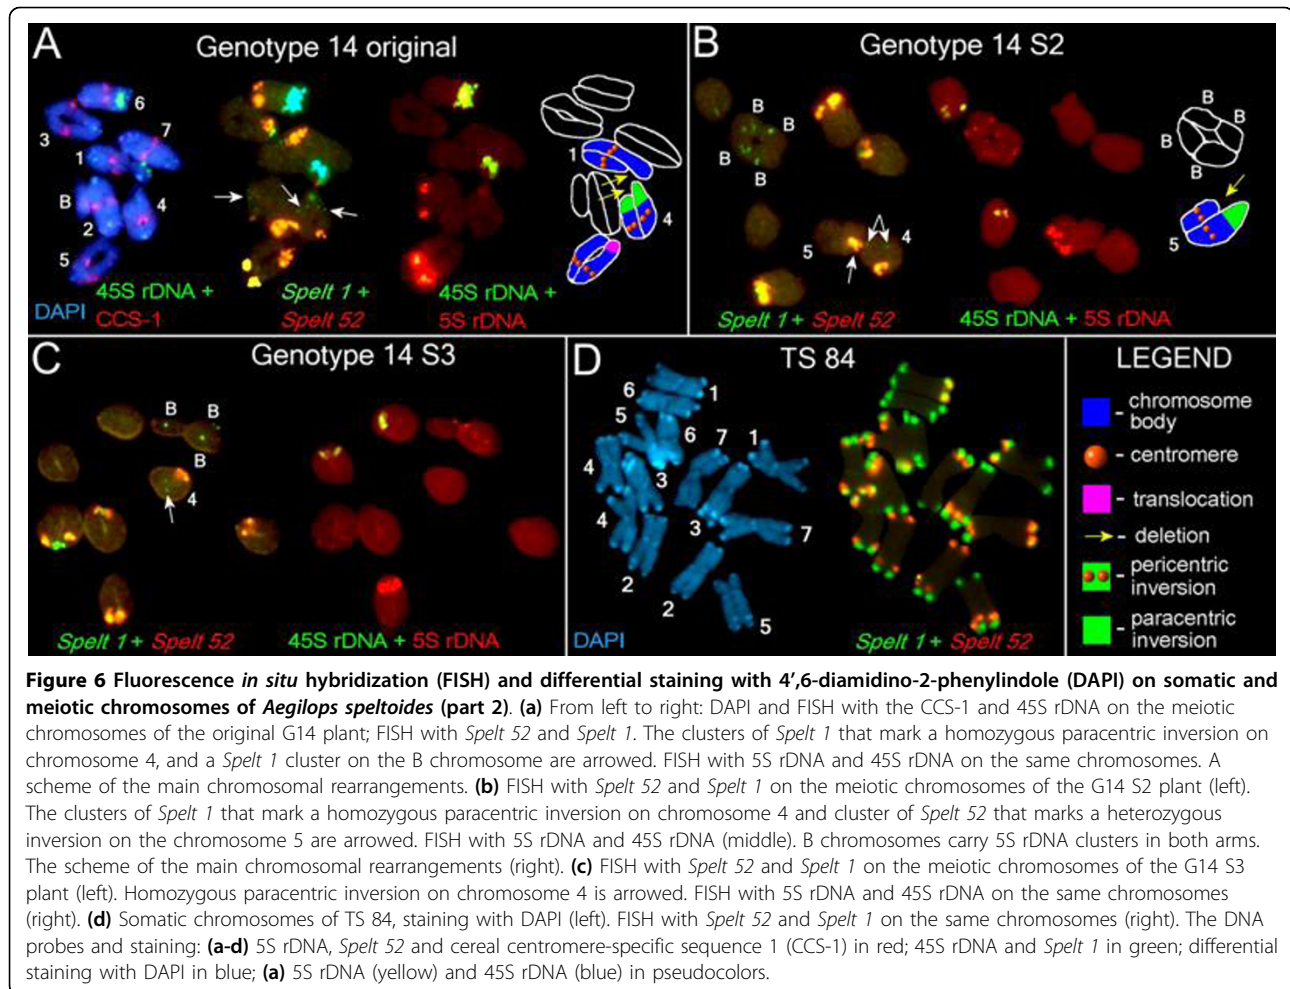 A
Genotype 14 original
6
3
7
1
B
4
2
5
1
4
DAPI
45S rDNA +
CCS-1
Spelt 1 +
Spelt 52
45S rDNA +
5S rDNA
B
Genotype 14 S2
B
B
B
B
5
4
B
B
B
5
Spelt 1 + Spelt 52
45S rDNA + 5S rDNA
C
Genotype 14 S3
B
B
B
4
Spelt 1 + Spelt 52
45S rDNA + 5S rDNA
D
TS 84
6
1
5
6
7
1
4
3
4
3
7
2
2
5
DAPI
Spelt 1 + Spelt 52
LEGEND
- chromosome
body
- centromere
- translocation
- deletion
- pericentric
inversion
- paracentric
inversion
Figure 6 Fluorescence in situ hybridization (FISH) and differential staining with 4’,6-diamidino-2-phenylindole (DAPI) on somatic and
meiotic chromosomes of Aegilops speltoides (part 2). (a) From left to right: DAPI and FISH with the CCS-1 and 45S rDNA on the meiotic
chromosomes of the original G14 plant; FISH with Spelt 52 and Spelt 1. The clusters of Spelt 1 that mark a homozygous paracentric inversion on
chromosome 4, and a Spelt 1 cluster on the B chromosome are arrowed. FISH with 5S rDNA and 45S rDNA on the same chromosomes. A
scheme of the main chromosomal rearrangements. (b) FISH with Spelt 52 and Spelt 1 on the meiotic chromosomes of the G14 S2 plant (left).
The clusters of Spelt 1 that mark a homozygous paracentric inversion on chromosome 4 and cluster of Spelt 52 that marks a heterozygous
inversion on the chromosome 5 are arrowed. FISH with 5S rDNA and 45S rDNA (middle). B chromosomes carry 5S rDNA clusters in both arms.
The scheme of the main chromosomal rearrangements (right). (c) FISH with Spelt 52 and Spelt 1 on the meiotic chromosomes of the G14 S3
plant (left). Homozygous paracentric inversion on chromosome 4 is arrowed. FISH with 5S rDNA and 45S rDNA on the same chromosomes
(right). (d) Somatic chromosomes of TS 84, staining with DAPI (left). FISH with Spelt 52 and Spelt 1 on the same chromosomes (right). The DNA
probes and staining: (a-d) 5S rDNA, Spelt 52 and cereal centromere-specific sequence 1 (CCS-1) in red; 45S rDNA and Spelt 1 in green; differential
staining with DAPI in blue; (a) 5S rDNA (yellow) and 45S rDNA (blue) in pseudocolors.